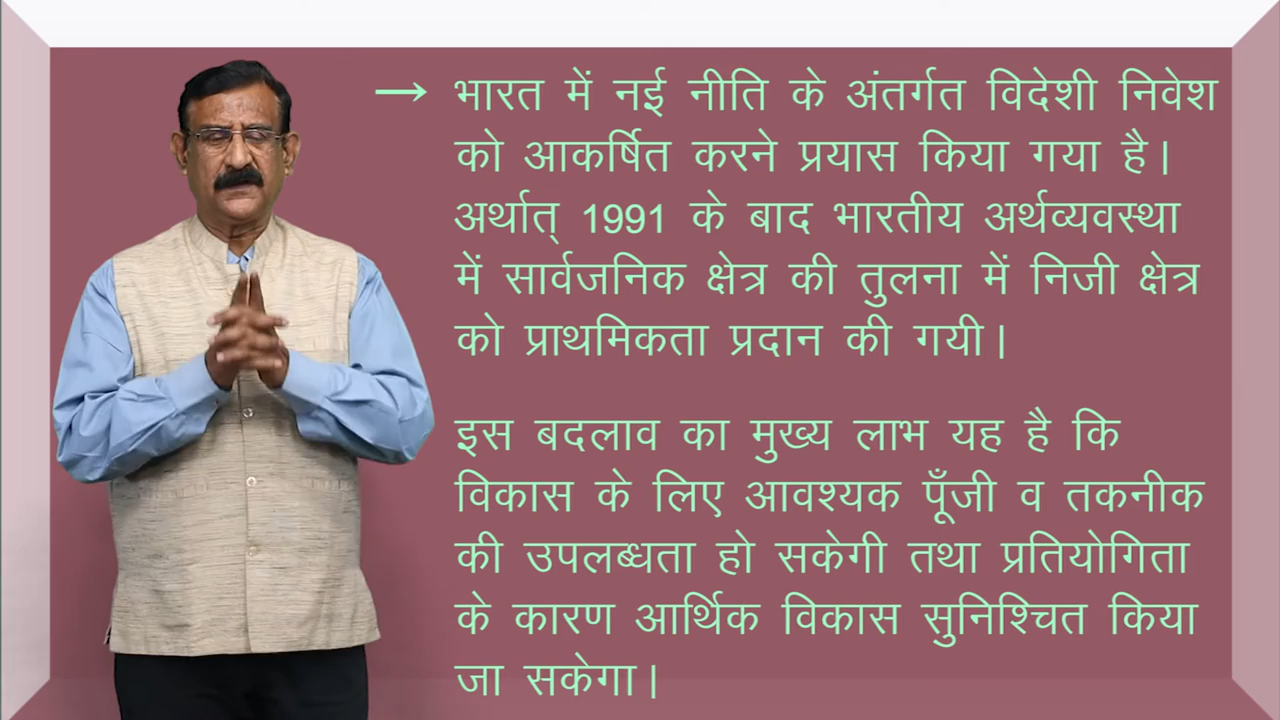 → भारत में नई नीति के अंतर्गत विदेशी निवेश
को आकर्षित करने प्रयास किया गया है।
अर्थात् 1991 के बाद भारतीय अर्थव्यवस्था
में सार्वजनिक क्षेत्र की तुलना में निजी क्षेत्र
को प्राथमिकता प्रदान की गयी।
इस बदलाव का मुख्य लाभ यह है कि
विकास के लिए आवश्यक पूँजी व तकनीक
की उपलब्धता हो सकेगी तथा प्रतियोगिता
के कारण आर्थिक विकास सुनिश्चित किया
जा सकेगा।